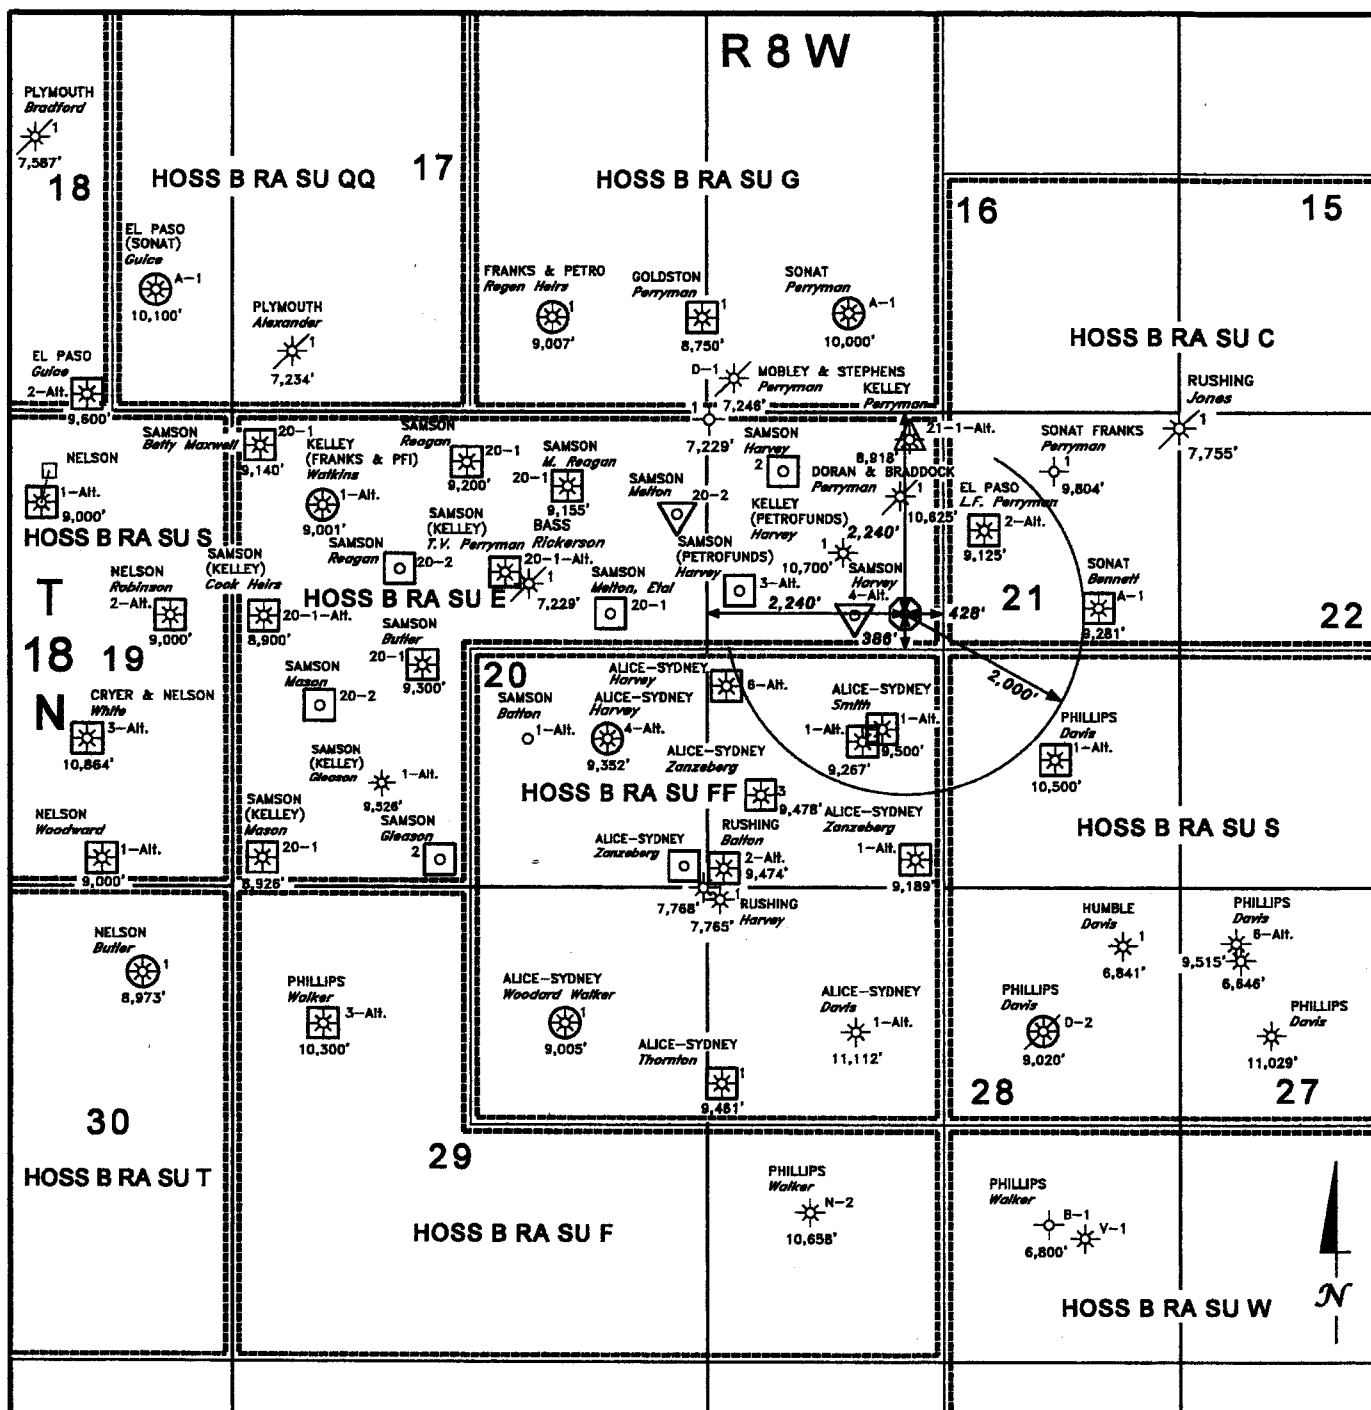 R 8 W
PLYMOUTH
Bradford
1
7,587'
18
HOSS B RA SU QQ
17
HOSS B RA SU G
16
15
EL PASO
(SONAT)
Guice
A-1
10,100'
PLYMOUTH
Alexander
1
7,234'
FRANKS & PETRO
Regen Heirs
1
9,007'
GOLDSTON
Perryman
1
8,750'
SONAT
Perryman
A-1
10,000'
HOSS B RA SU C
EL PASO
Guice
2-Alt.
9,600'
D-1
MOBLEY & STEPHENS
Perryman
7,246'
KELLEY
Perryman
RUSHING
Jones
1
7,755'
1
7,229'
21-1-Alt.
8,918'
SAMSON
Betty Maxwell
20-1
9,140'
KELLEY
(FRANKS & PFI)
Watkins
1-Alt.
9,001'
SAMSON
Reagan
20-1
9,200'
SAMSON
M. Reagan
20-1
9,155'
SAMSON
Harvey
2
SONAT FRANKS
Perryman
1
9,804'
NELSON
1-Alt.
9,000'
SAMSON
Melton
20-2
DORAN & BRADDOCK
Perryman
1
10,625'
EL PASO
L.F. Perryman
2-Alt.
9,125'
HOSS B RA SU S
SAMSON
(KELLEY)
T.V. Perryman
20-1-Alt.
BASS
Rickerson
7,229'
KELLEY
(PETROFUNDS)
Harvey
1
10,700'
2,240'
SAMSON
(KELLEY)
Cook Heirs
20-1-Alt.
8,900'
SAMSON
Reagan
20-2
SAMSON
(PETROFUNDS)
Harvey
3-Alt.
SAMSON
Harvey
4-Alt.
SONAT
Bennett
A-1
9,281'
T
18
N
NELSON
Robinson
2-Alt.
9,000'
HOSS B RA SU E
SAMSON
Melton, Etal
20-1
2,240'
428'
386'
2,000'
21
22
19
SAMSON
Butler
20-1
9,300'
SAMSON
Mason
20-2
20
ALICE-SYDNEY
Harvey
6-Alt.
CRYER & NELSON
White
3-Alt.
10,864'
SAMSON
Batton
1-Alt.
ALICE-SYDNEY
Harvey
4-Alt.
9,352'
ALICE-SYDNEY
Smith
1-Alt.
9,500'
1-Alt.
9,267'
PHILLIPS
Davis
1-Alt.
10,500'
SAMSON
(KELLEY)
Gleason
1-Alt.
9,526'
ALICE-SYDNEY
Zanzeberg
3
9,478'
HOSS B RA SU FF
NELSON
Woodward
1-Alt.
9,000'
SAMSON
(KELLEY)
Mason
20-1
8,926'
SAMSON
Gleason
2
ALICE-SYDNEY
Zanzeberg
RUSHING
Batton
2-Alt.
9,474'
ALICE-SYDNEY
Zanzeberg
1-Alt.
9,189'
HOSS B RA SU S
7,768'
1
7,765'
RUSHING
Harvey
NELSON
Butler
1
8,973'
PHILLIPS
Walker
3-Alt.
10,300'
ALICE-SYDNEY
Woodard Walker
1
9,005'
ALICE-SYDNEY
Davis
1-Alt.
11,112'
HUMBLE
Davis
1
6,841'
PHILLIPS
Davis
6-Alt.
9,515'
6,646'
PHILLIPS
Davis
D-2
9,020'
PHILLIPS
Davis
11,029'
ALICE-SYDNEY
Thornton
1
9,481'
28
27
30
29
HOSS B RA SU T
HOSS B RA SU F
PHILLIPS
Walker
N-2
10,658'
PHILLIPS
Walker
B-1
6,800'
V-1
HOSS B RA SU W
N